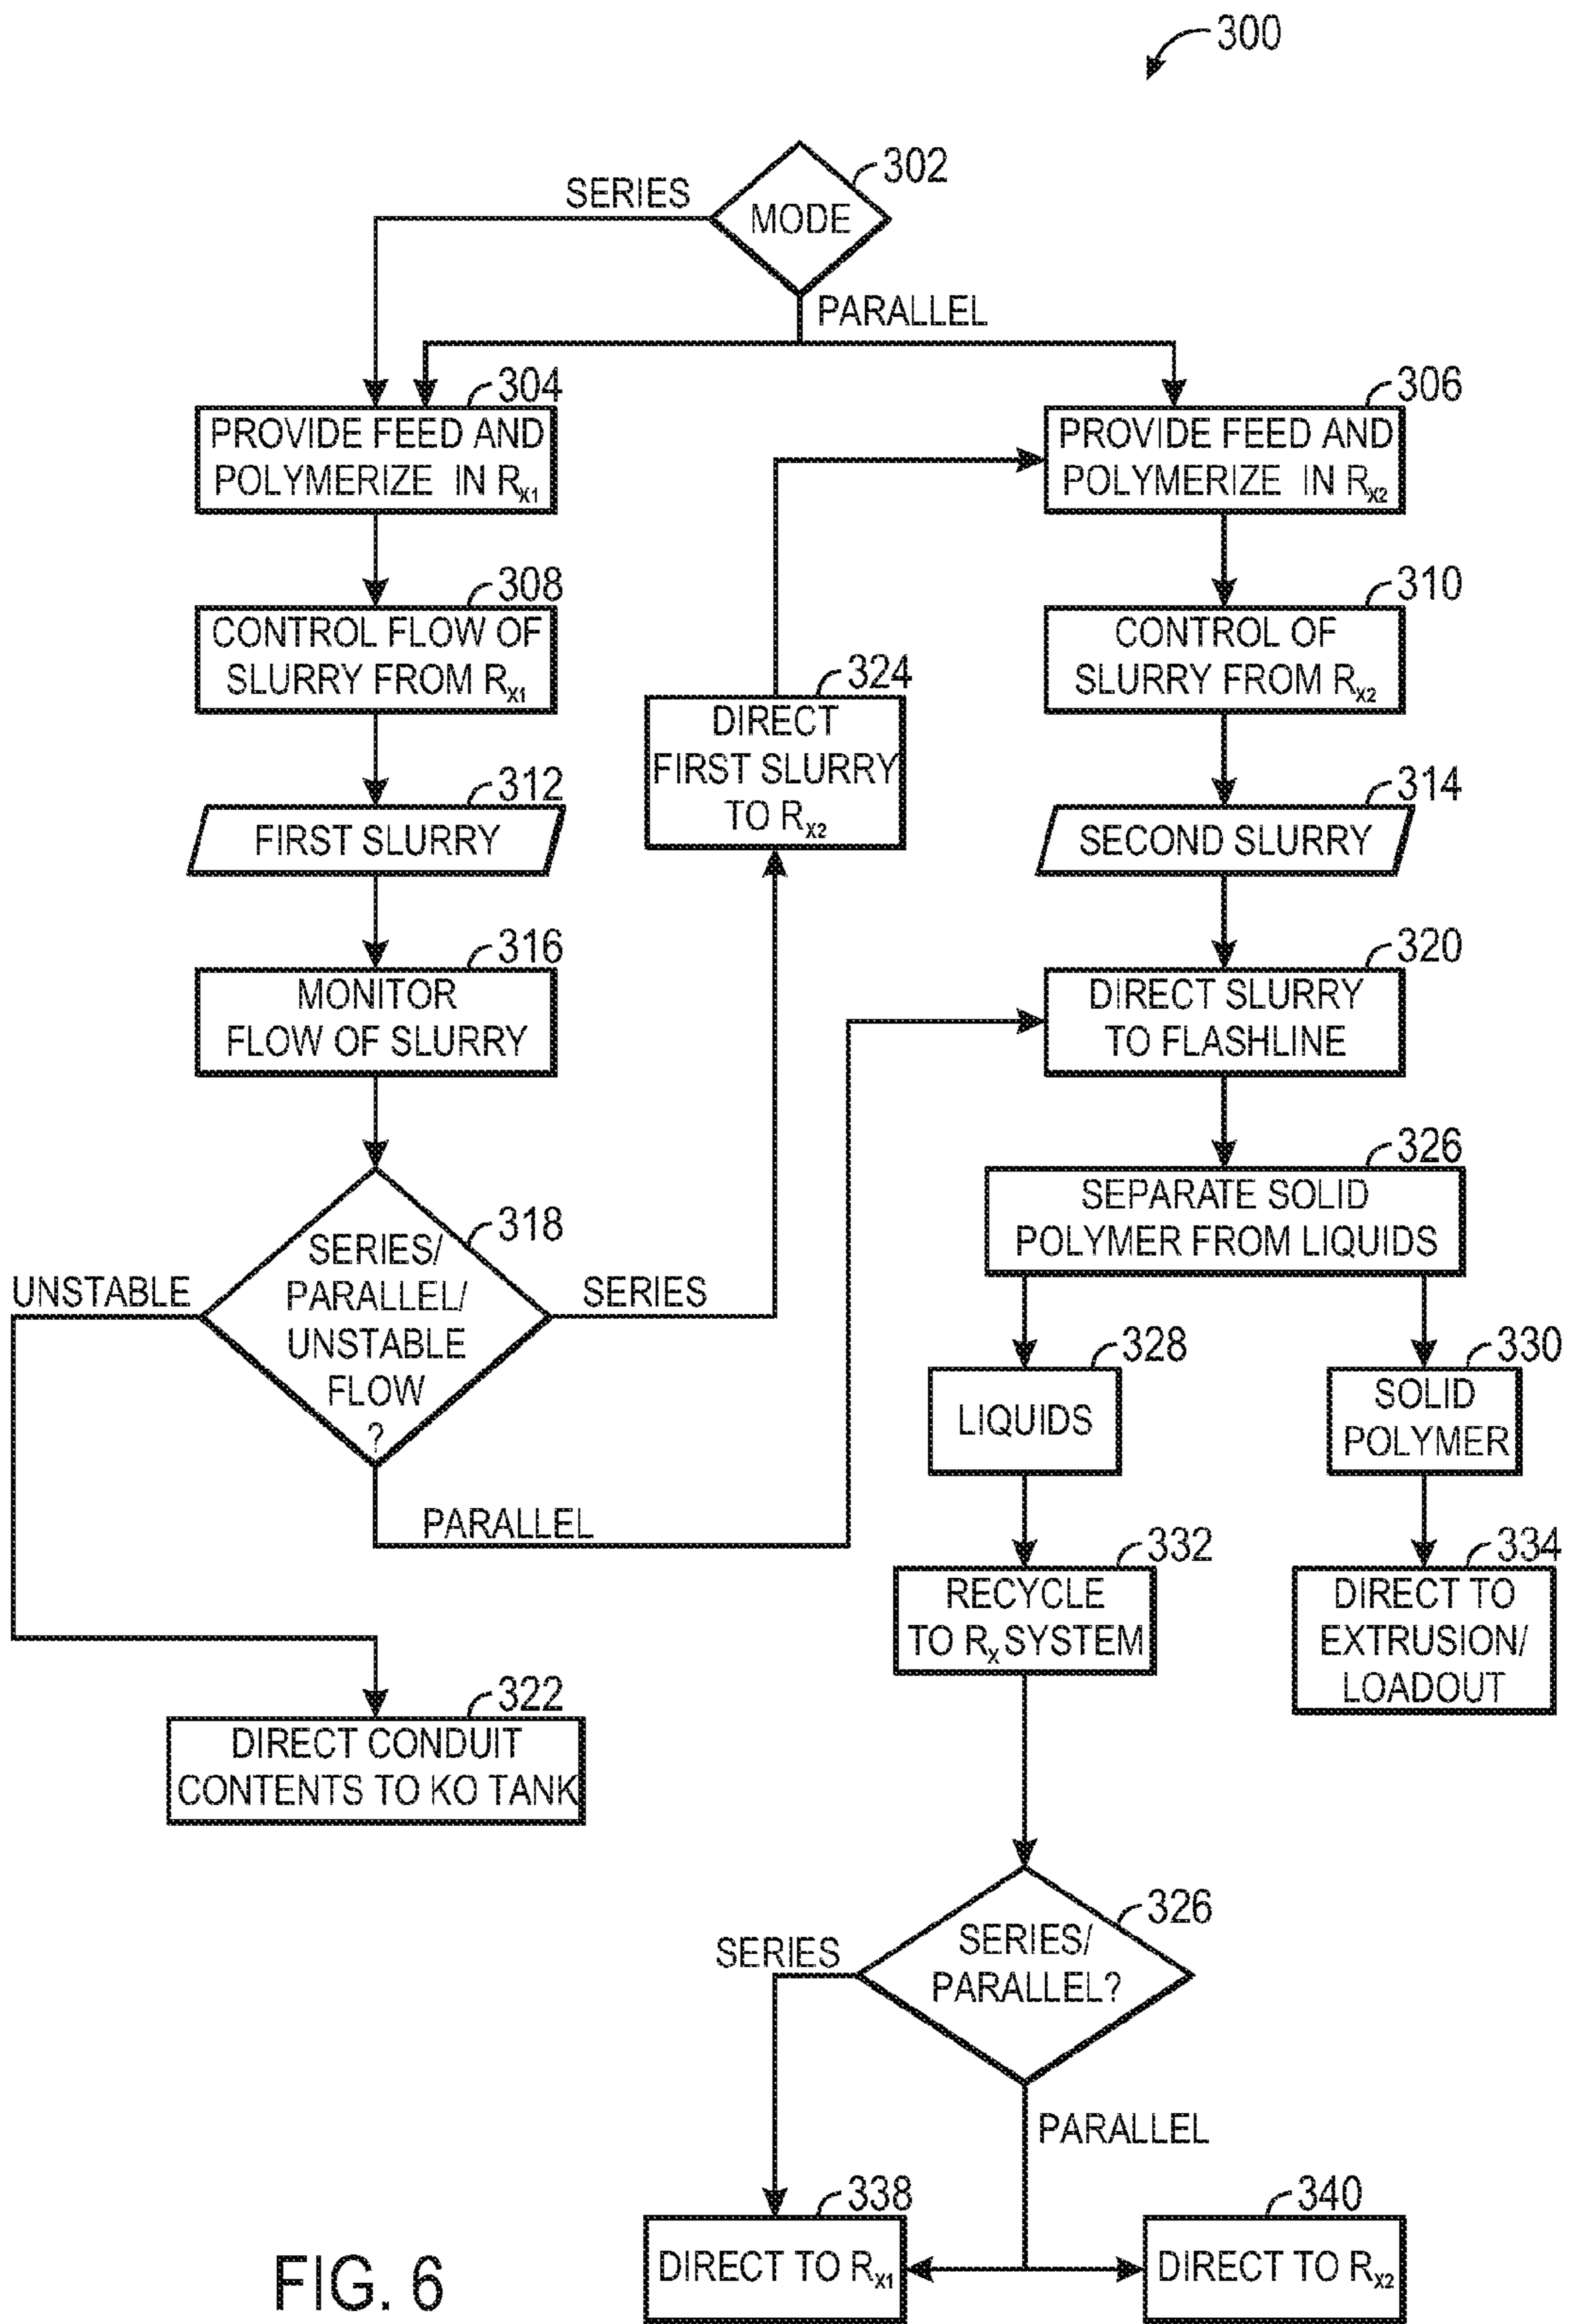 300
302
SERIES
MODE
PARALLEL
304
PROVIDE FEED AND
POLYMERIZE IN RX1
306
PROVIDE FEED AND
POLYMERIZE IN RX2
308
CONTROL FLOW OF
SLURRY FROM RX1
310
CONTROL OF
SLURRY FROM RX2
324
DIRECT
FIRST SLURRY
TO RX2
312
FIRST SLURRY
314
SECOND SLURRY
316
MONITOR
FLOW OF SLURRY
320
DIRECT SLURRY
TO FLASHLINE
326
SEPARATE SOLID
POLYMER FROM LIQUIDS
318
SERIES/
PARALLEL/
UNSTABLE
FLOW
?
UNSTABLE
SERIES
PARALLEL
328
LIQUIDS
330
SOLID
POLYMER
332
RECYCLE
TO RX SYSTEM
334
DIRECT TO
EXTRUSION/
LOADOUT
322
DIRECT CONDUIT
CONTENTS TO KO TANK
326
SERIES/
PARALLEL?
SERIES
PARALLEL
338
DIRECT TO RX1
340
DIRECT TO RX2
FIG. 6